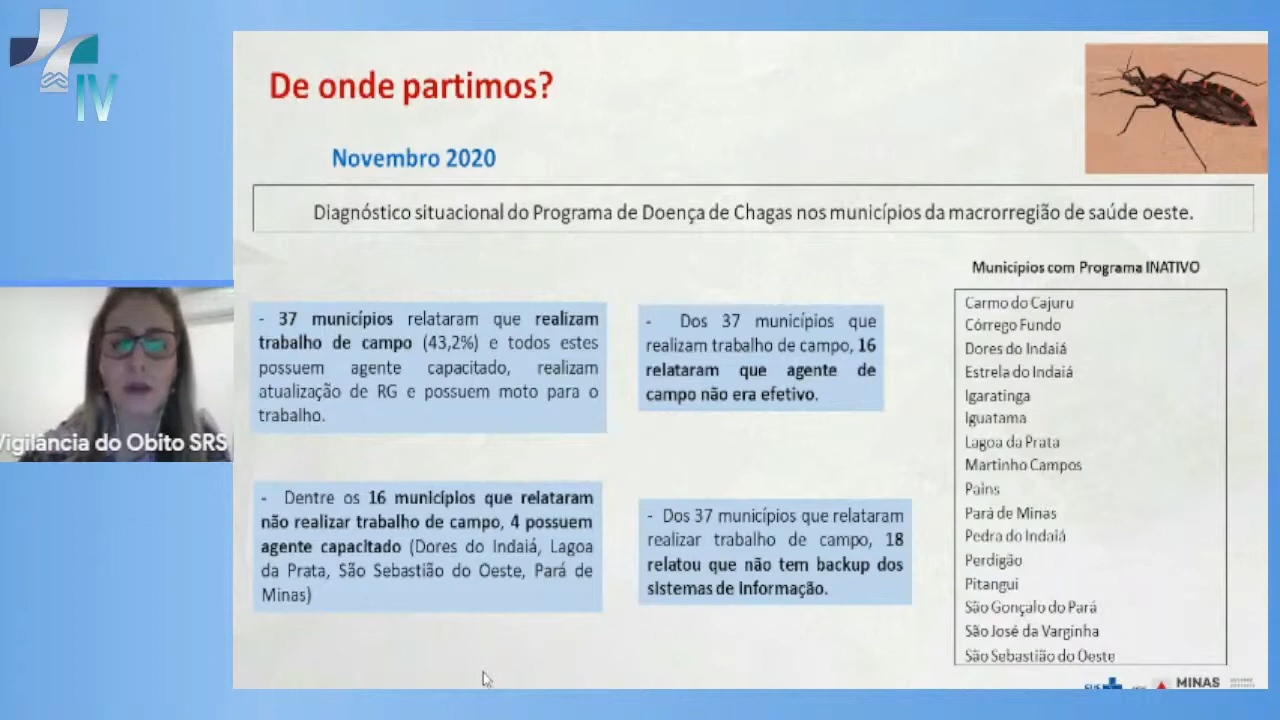 IV
De onde partimos?
Novembro 2020
Diagnóstico situacional do Programa de Doença de Chagas nos municípios da macrorregião de saúde oeste.
- 37 municípios relataram que realizam
trabalho de campo (43,2%) e todos estes
possuem agente capacitado, realizam
atualização de RG e possuem moto para o
trabalho.
- Dos 37 municípios que
realizam trabalho de campo, 16
relataram que agente de
campo não era efetivo.
- Dentre os 16 municípios que relataram
não realizar trabalho de campo, 4 possuem
agente capacitado (Dores do Indaiá, Lagoa
da Prata, São Sebastião do Oeste, Pará de
Minas)
- Dos 37 municípios que relataram
realizar trabalho de campo, 18
relatou que não tem backup dos
sistemas de informação.
Municípios com Programa INATIVO
Carmo do Cajuru
Córrego Fundo
Dores do Indaiá
Estrela do Indaiá
Igaratinga
Iguatama
Lagoa da Prata
Martinho Campos
Pains
Pará de Minas
Pedra do Indaiá
Perdigão
Pitangui
São Gonçalo do Pará
São José da Varginha
São Sebastião do Oeste
Vigilância do Obito SRS
SUS
MINAS